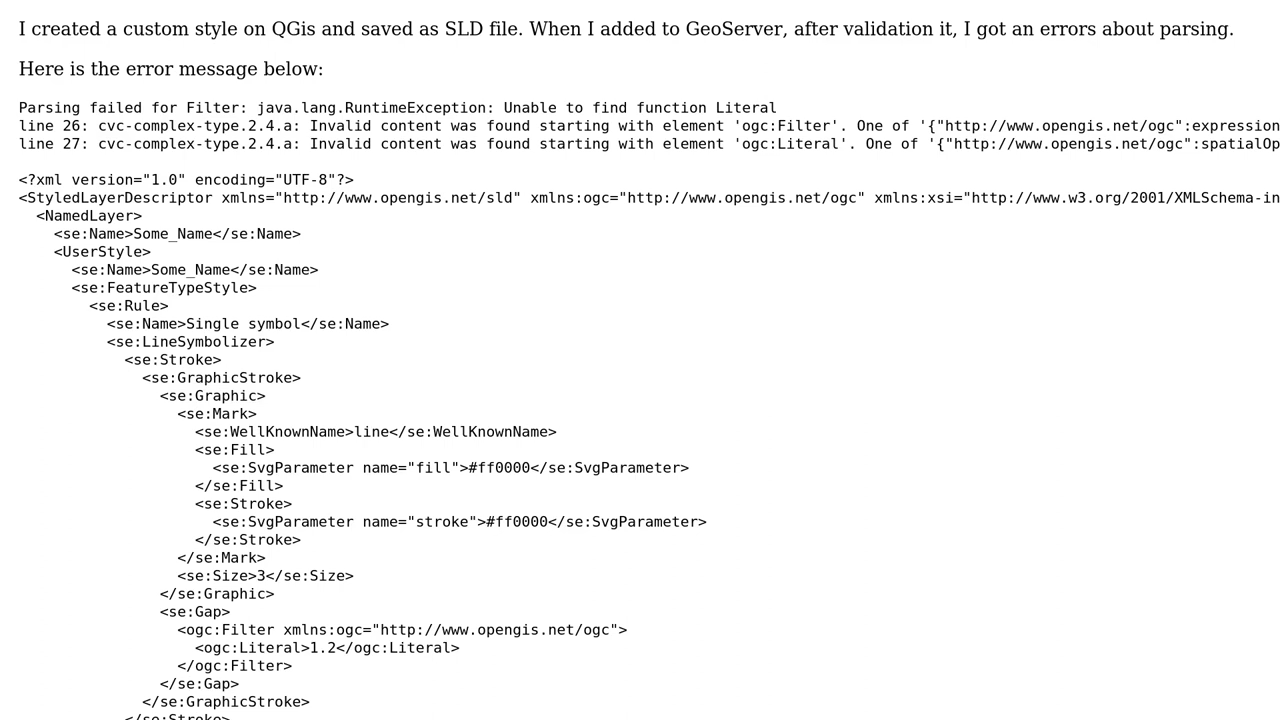 I created a custom style on QGis and saved as SLD file. When I added to GeoServer, after validation it, I got an errors about parsing.
Here is the error message below:
Parsing failed for Filter: java.lang.RuntimeException: Unable to find function Literal
line 26: cvc-complex-type.2.4.a: Invalid content was found starting with element 'ogc:Filter'. One of '{"http://www.opengis.net/ogc":expression
line 27: cvc-complex-type.2.4.a: Invalid content was found starting with element 'ogc:Literal'. One of '{"http://www.opengis.net/ogc":spatialOp
<?xml version="1.0" encoding="UTF-8"?>
<StyledLayerDescriptor xmlns="http://www.opengis.net/sld" xmlns:ogc="http://www.opengis.net/ogc" xmlns:xsi="http://www.w3.org/2001/XMLSchema-in
  <NamedLayer>
    <se:Name>Some_Name</se:Name>
    <UserStyle>
      <se:Name>Some_Name</se:Name>
      <se:FeatureTypeStyle>
        <se:Rule>
          <se:Name>Single symbol</se:Name>
          <se:LineSymbolizer>
            <se:Stroke>
              <se:GraphicStroke>
                <se:Graphic>
                  <se:Mark>
                    <se:WellKnownName>line</se:WellKnownName>
                    <se:Fill>
                      <se:SvgParameter name="fill">#ff0000</se:SvgParameter>
                    </se:Fill>
                    <se:Stroke>
                      <se:SvgParameter name="stroke">#ff0000</se:SvgParameter>
                    </se:Stroke>
                  </se:Mark>
                  <se:Size>3</se:Size>
                </se:Graphic>
                <se:Gap>
                  <ogc:Filter xmlns:ogc="http://www.opengis.net/ogc">
                    <ogc:Literal>1.2</ogc:Literal>
                  </ogc:Filter>
                </se:Gap>
              </se:GraphicStroke>
            </se:Stroke>